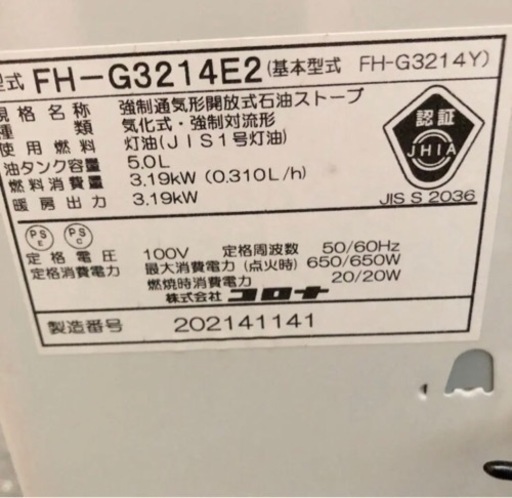 型式 FH-G3214E2 (基本型式 FH-G3214Y)
規格名称 強制通気形開放式石油ストーブ
種類 気化式・強制対流形
使用燃料 灯油(JIS1号灯油)
油タンク容量 5.0L
燃料消費量 3.19kW (0.310L/h)
暖房出力 3.19kW
認証
JHIA
JIS S 2036
PS E
PS C
定格電圧 100V 定格周波数 50/60Hz
定格消費電力 最大消費電力(点火時) 650/650W
燃焼時消費電力 20/20W
株式会社 コロナ
製造番号 202141141